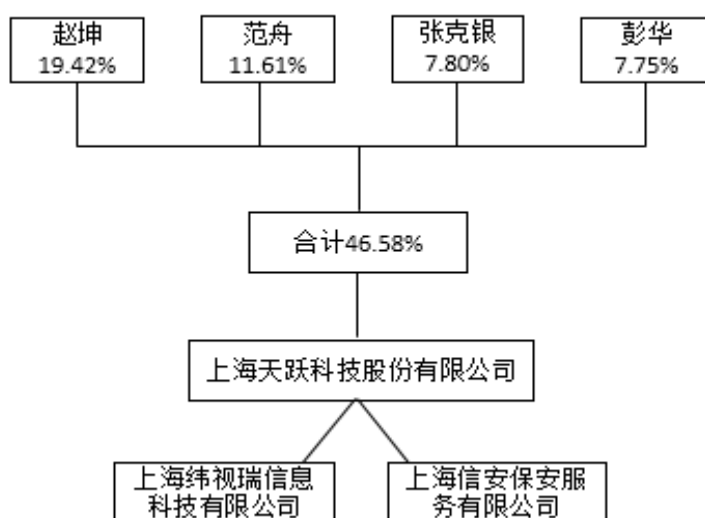 赵坤
19.42%
范舟
11.61%
张克银
7.80%
彭华
7.75%
合计46.58%
上海天跃科技股份有限公司
上海纬视瑞信息
科技有限公司
上海信安保安服
务有限公司